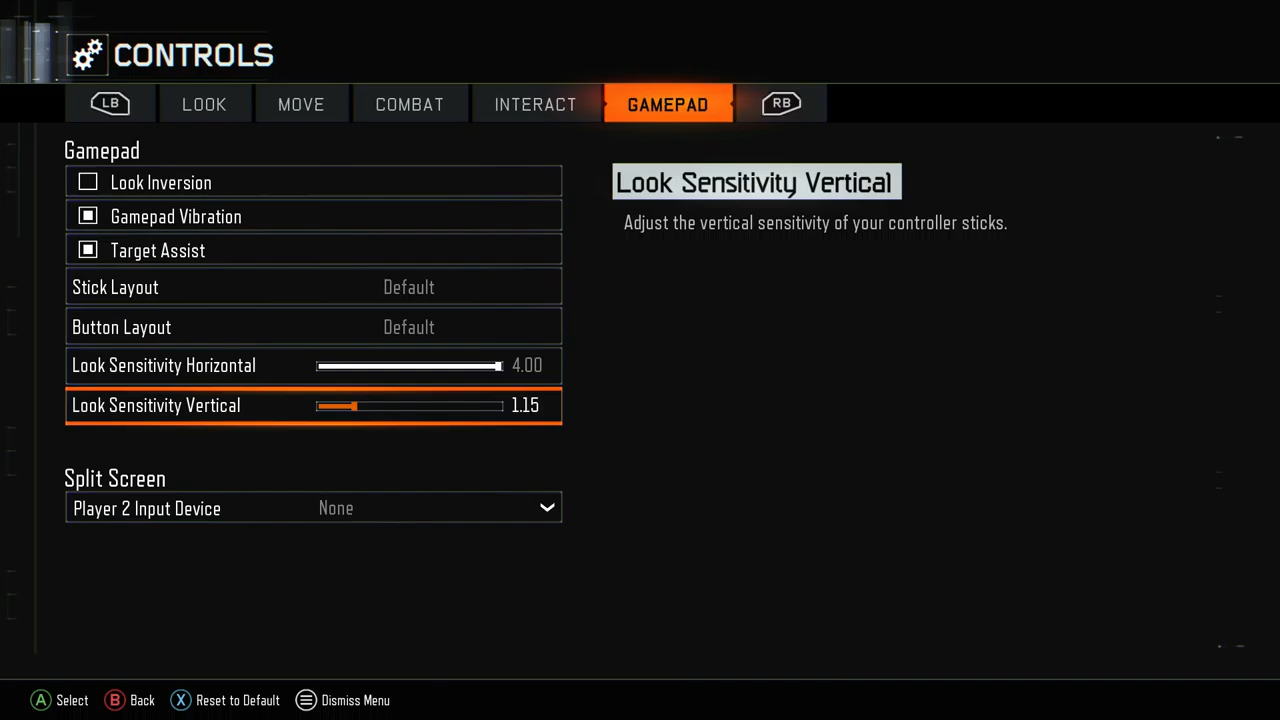 CONTROLS
LB LOOK MOVE COMBAT INTERACT GAMEPAD RB
Gamepad
Look Inversion
Gamepad Vibration
Target Assist
Stick Layout Default
Button Layout Default
Look Sensitivity Horizontal 4.00
Look Sensitivity Vertical 1.15
Split Screen
Player 2 Input Device None
Look Sensitivity Vertical
Adjust the vertical sensitivity of your controller sticks.
A Select B Back X Reset to Default Dismiss Menu